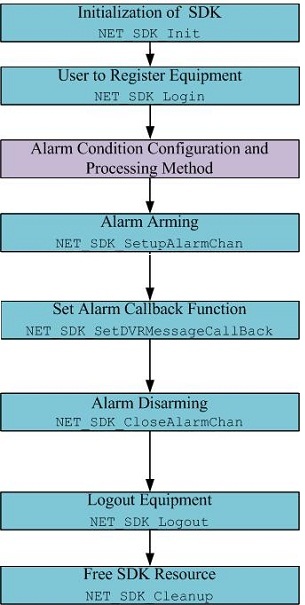 Initialization of SDK
NET_SDK_Init
User to Register Equipment
NET_SDK_Login
Alarm Condition Configuration and
Processing Method
Alarm Arming
NET_SDK_SetupAlarmChan
Set Alarm Callback Function
NET_SDK_SetDVRMessageCallBack
Alarm Disarming
NET_SDK_CloseAlarmChan
Logout Equipment
NET_SDK_Logout
Free SDK Resource
NET_SDK_Cleanup